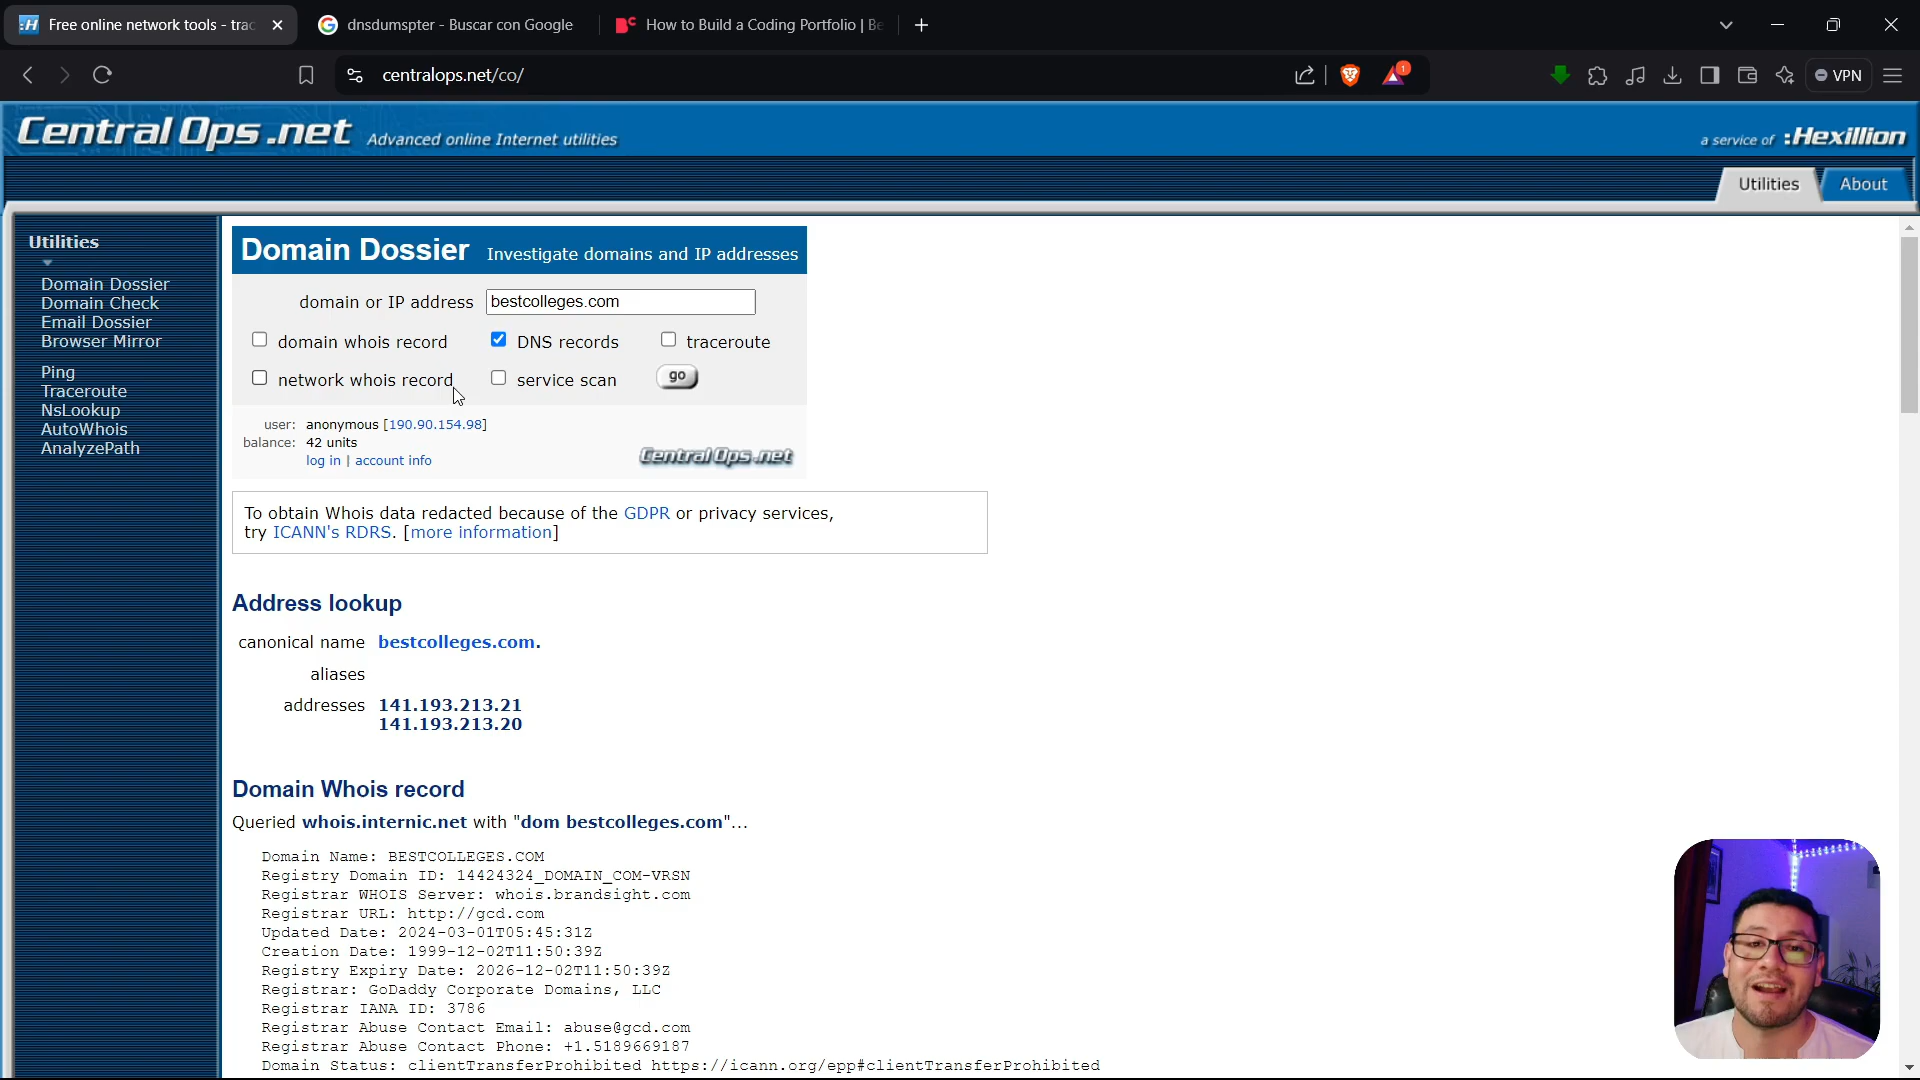 Free online network tools - trac
dnsdumspter - Buscar con Google
How to Build a Coding Portfolio | Be
centralops.net/co/
1
VPN
CentralOps.net Advanced online Internet utilities
a service of :Hexillion
Utilities
About
Utilities
Domain Dossier
Domain Check
Email Dossier
Browser Mirror
Ping
Traceroute
NsLookup
AutoWhois
AnalyzePath
Domain Dossier Investigate domains and IP addresses
domain or IP address bestcolleges.com
domain whois record DNS records traceroute
network whois record service scan go
user: anonymous [190.90.154.98]
balance: 42 units
log in | account info
CentralOps.net
To obtain Whois data redacted because of the GDPR or privacy services,
try ICANN's RDRS. [more information]
Address lookup
canonical name bestcolleges.com.
aliases
addresses 141.193.213.21
141.193.213.20
Domain Whois record
Queried whois.internic.net with "dom bestcolleges.com"...
Domain Name: BESTCOLLEGES.COM
Registry Domain ID: 14424324_DOMAIN_COM-VRSN
Registrar WHOIS Server: whois.brandsight.com
Registrar URL: http://gcd.com
Updated Date: 2024-03-01T05:45:31Z
Creation Date: 1999-12-02T11:50:39Z
Registry Expiry Date: 2026-12-02T11:50:39Z
Registrar: GoDaddy Corporate Domains, LLC
Registrar IANA ID: 3786
Registrar Abuse Contact Email: abuse@gcd.com
Registrar Abuse Contact Phone: +1.5189669187
Domain Status: clientTransferProhibited https://icann.org/epp#clientTransferProhibited